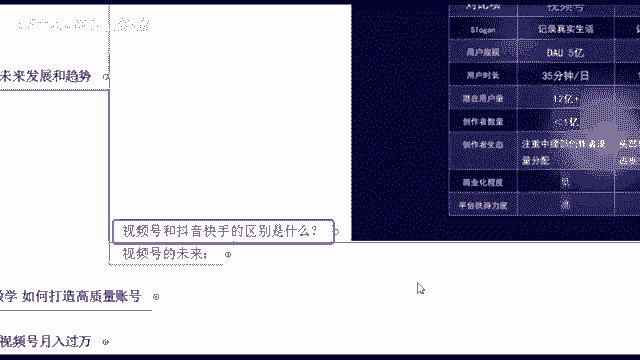 对比项 视频号
Slogan 记录真实生活
用户规模 DAU 5亿
未来发展和趋势
用户时长 35分钟/日
潜在用户量 12亿+
创作者数量 <1亿
创作者生态 注重中腰部创作者流
量分配
商业化程度 弱
平台扶持力度
视频号和抖音快手的区别是什么?
视频号的未来:
教学 如何打造高质量账号
视频号月入过万